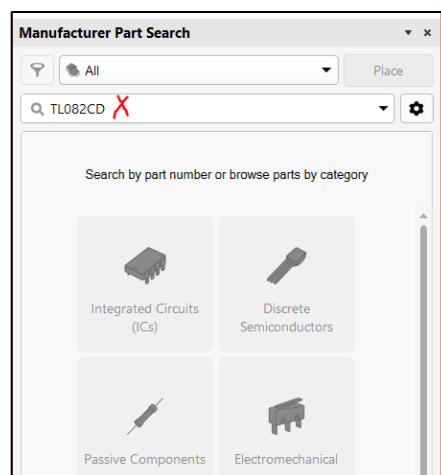 Manufacturer Part Search
All
Place
TL082CD X
Search by part number or browse parts by category
Integrated Circuits
(ICs)
Discrete
Semiconductors
Passive Components
Electromechanical